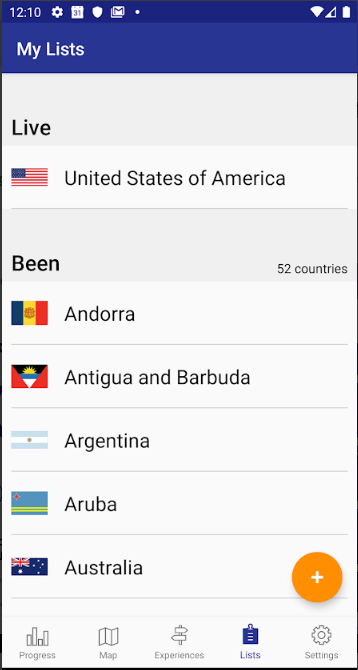 12:10
31
My Lists
Live
United States of America
Been
52 countries
Andorra
Antigua and Barbuda
Argentina
Aruba
Australia
+
Progress
Map
Experiences
Lists
Settings